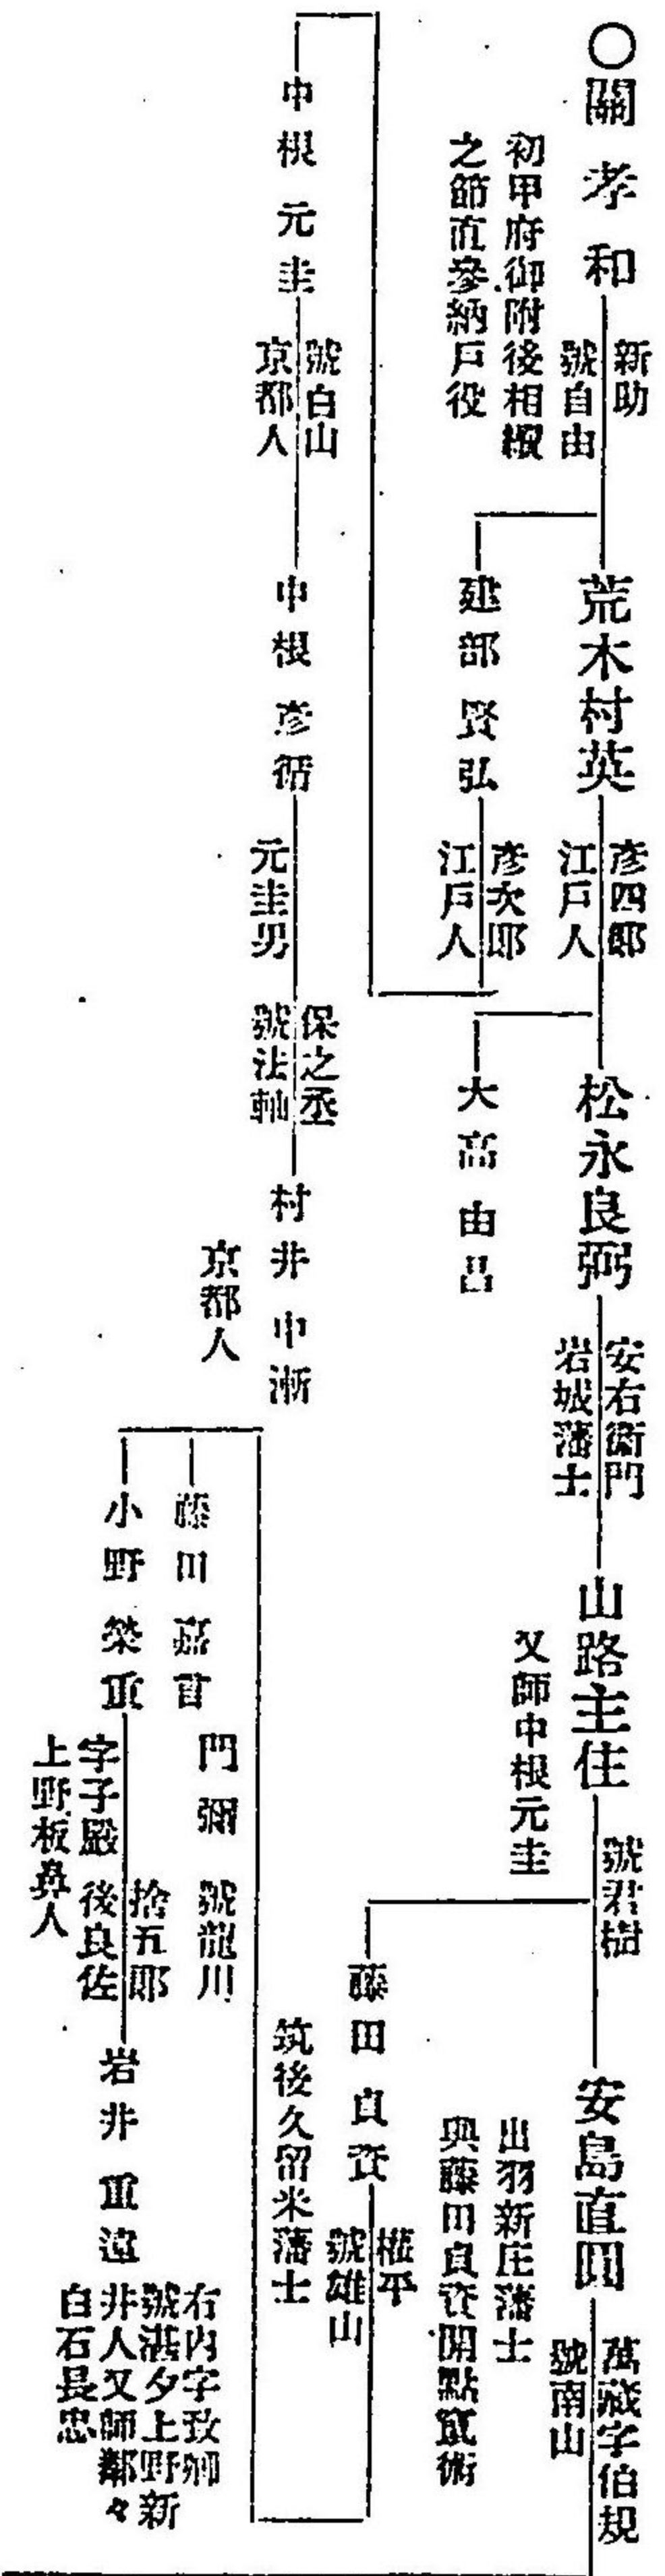 ○關孝和
新助
號自由
初甲府御附後相續
之節直參納戸役
荒木村英
彥四郎
江戸人
松永良弼
安右衞門
岩城藩士
山路主住
號君樹
又師中根元圭
安島直圓
萬藏字伯規
號南山
出羽新庄藩士
與藤田貞資開點竄術
建部賢弘
彥次郎
江戸人
大高由昌
藤田貞資
權平
號雄山
筑後久留米藩士
中根元圭
號白山
京都人
中根彥循
元圭男
保之丞
號法軸
村井中漸
京都人
藤田嘉言
門彌 號龍川
小野榮重
捨五郎
字子嚴 後良佐
上野板鼻人
岩井重遠
右內字致卿
號湛夕上野新
井人又師鄰々
白石長忠